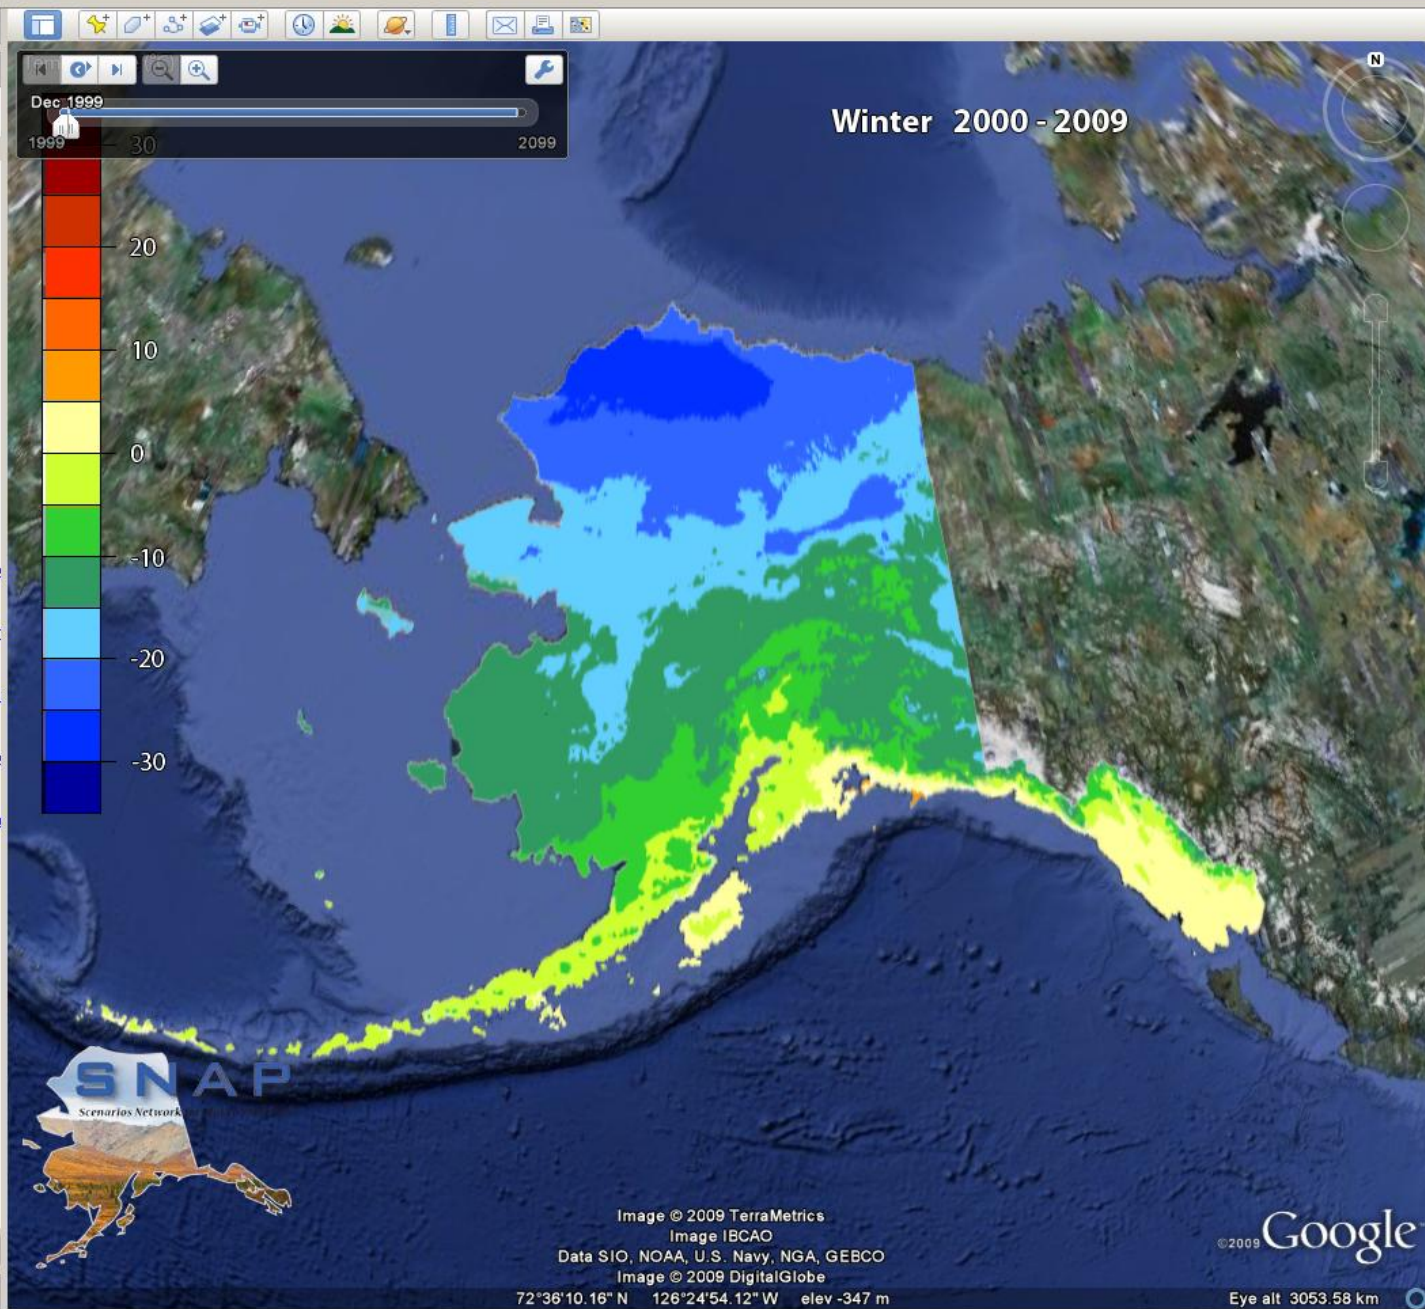 Dec 1999
1999
2099
Winter 2000 - 2009
N
30
20
10
0
-10
-20
-30
SNAP
Scenarios Network
Image © 2009 TerraMetrics
Image IBCAO
Data SIO, NOAA, U.S. Navy, NGA, GEBCO
Image © 2009 DigitalGlobe
©2009 Google
72°36'10.16" N 126°24'54.12" W elev -347 m
Eye alt 3053.58 km